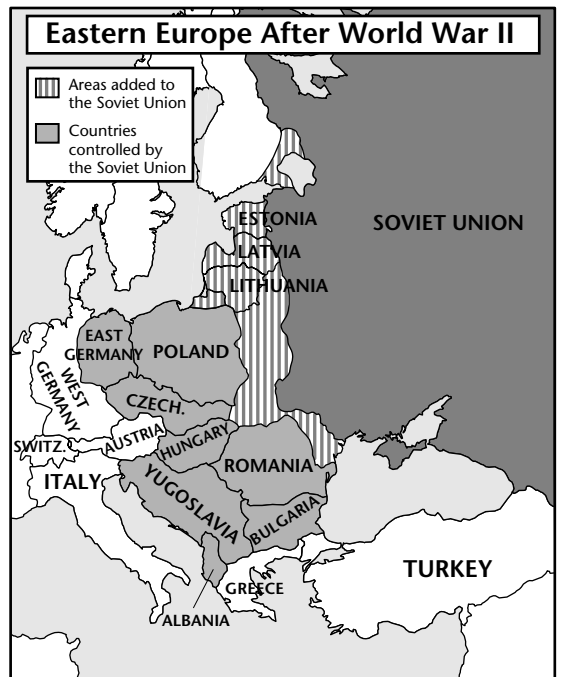 Eastern Europe After World War II
Areas added to
the Soviet Union
Countries
controlled by
the Soviet Union
ESTONIA
SOVIET UNION
LATVIA
LITHUANIA
EAST
GERMANY
POLAND
WEST
GERMANY
CZECH.
SWITZ.
AUSTRIA
HUNGARY
ITALY
ROMANIA
YUGOSLAVIA
BULGARIA
TURKEY
GREECE
ALBANIA